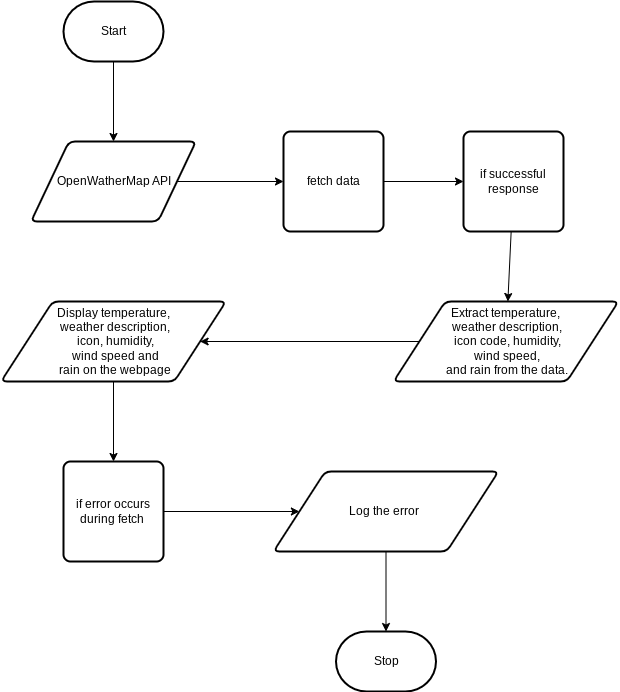 Start
OpenWatherMap API
fetch data
if successful
response
Extract temperature,
weather description,
icon code, humidity,
wind speed,
and rain from the data.
Display temperature,
weather description,
icon, humidity,
wind speed and
rain on the webpage
if error occurs
during fetch
Log the error
Stop